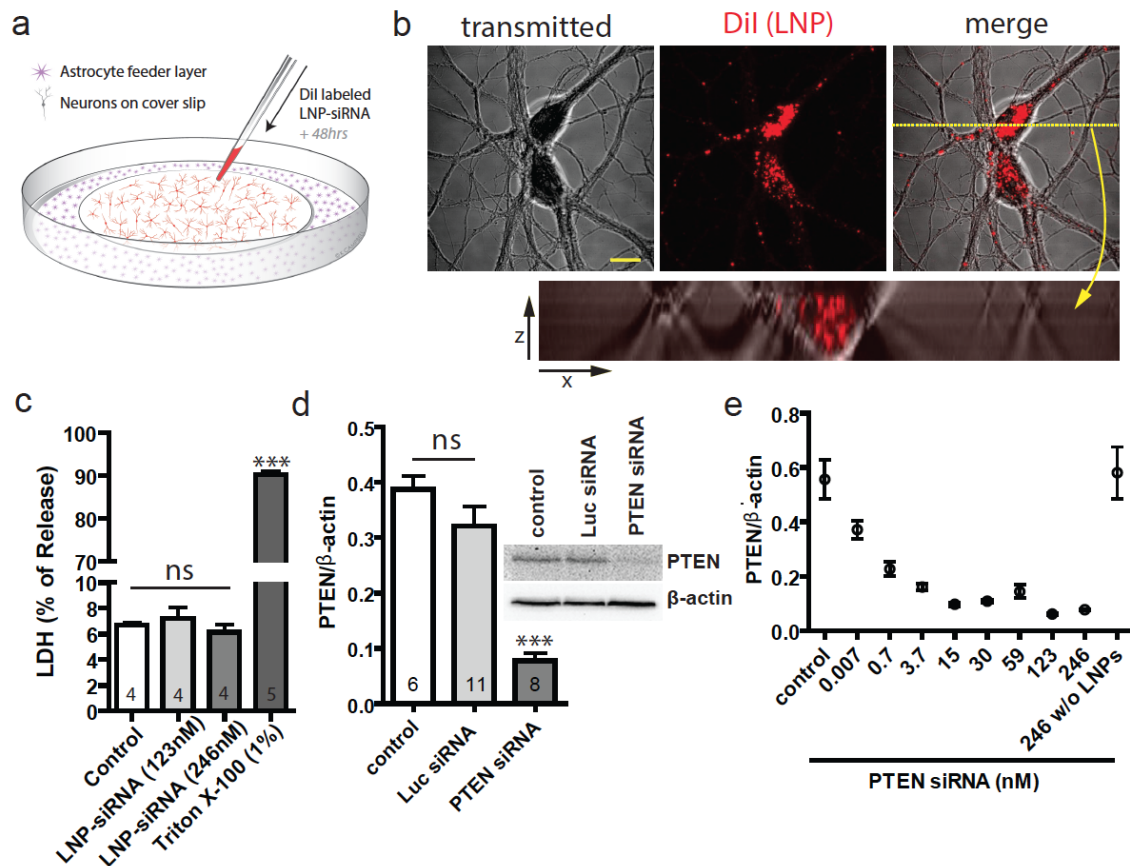 a
Astrocyte feeder layer
Neurons on cover slip
DiI labeled
LNP-siRNA
+ 48hrs
b
transmitted
DiI (LNP)
merge
z
x
c
LDH (% of Release)
100
90
80
70
10
8
6
4
2
0
ns
***
4
4
4
5
Control
LNP-siRNA (123nM)
LNP-siRNA (246nM)
Triton X-100 (1%)
d
PTEN/β-actin
0.5
0.4
0.3
0.2
0.1
0.0
ns
***
6
11
8
control
Luc siRNA
PTEN siRNA
control
Luc siRNA
PTEN siRNA
PTEN
β-actin
e
PTEN/β-actin
0.8
0.6
0.4
0.2
0.0
control
0.007
0.7
3.7
15
30
59
123
246
246 w/o LNPs
PTEN siRNA (nM)